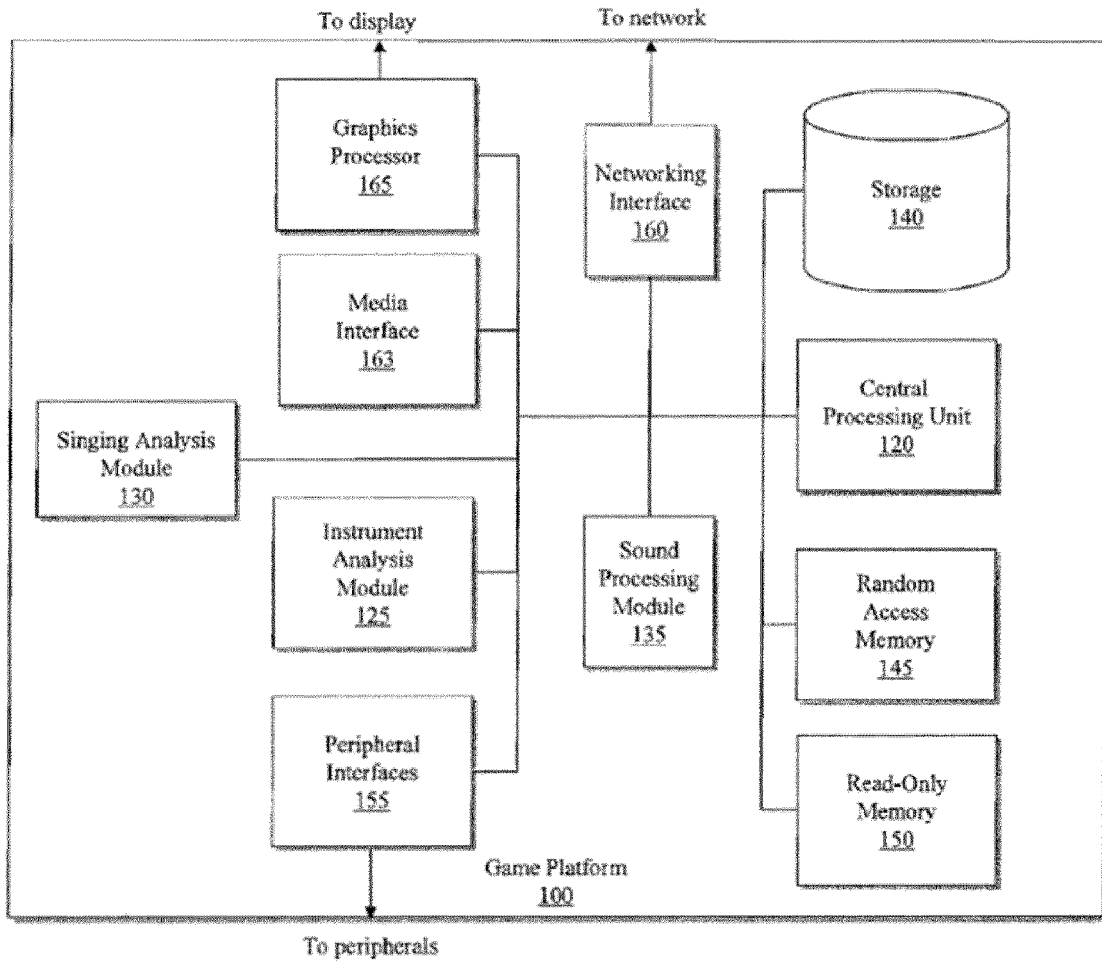 To display
To network
Graphics
Processor
165
Networking
Interface
160
Storage
140
Media
Interface
163
Central
Processing Unit
120
Singing Analysis
Module
130
Instrument
Analysis
Module
125
Sound
Processing
Module
135
Random
Access
Memory
145
Peripheral
Interfaces
155
Read-Only
Memory
150
Game Platform
100
To peripherals